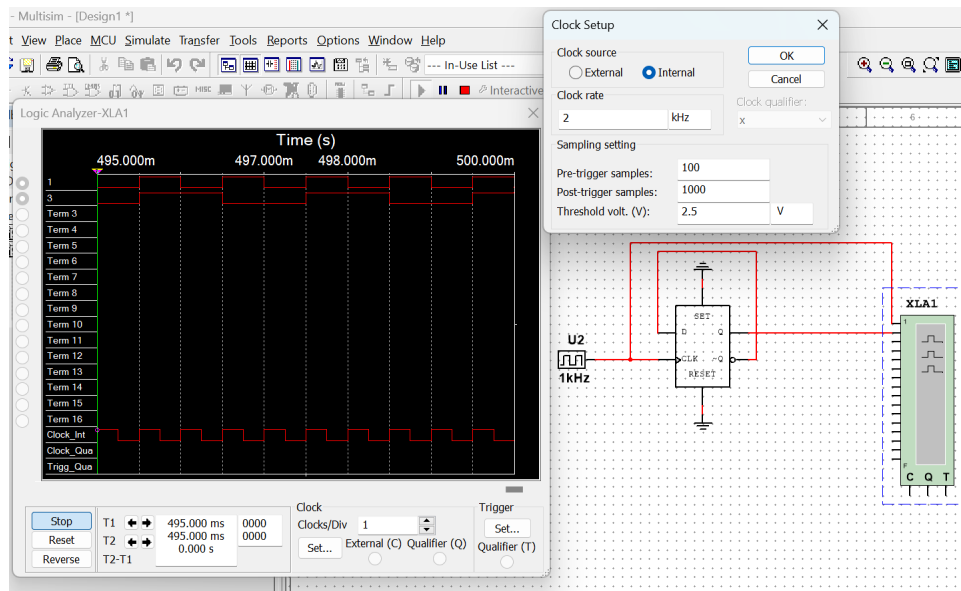 - Multisim - [Design1 *]
t View Place MCU Simulate Transfer Tools Reports Options Window Help
--- In-Use List ---
MISC
Interactive
Logic Analyzer-XLA1
Time (s)
495.000m 497.000m 498.000m 500.000m
1
3
Term 3
Term 4
Term 5
Term 6
Term 7
Term 8
Term 9
Term 10
Term 11
Term 12
Term 13
Term 14
Term 15
Term 16
Clock_Int
Clock_Qua
Trigg_Qua
Stop
Reset
Reverse
T1 495.000 ms 0000
T2 495.000 ms 0000
T2-T1 0.000 s
Clock
Clocks/Div 1
Set... External (C) Qualifier (Q)
Trigger
Set...
Qualifier (T)
Clock Setup
Clock source
External Internal
OK
Cancel
Clock rate
2 kHz
Clock qualifier:
x
Sampling setting
Pre-trigger samples: 100
Post-trigger samples: 1000
Threshold volt. (V): 2.5 V
6
U2
1kHz
SET
D Q
CLK ~Q
RESET
XLA1
1
F
C Q T